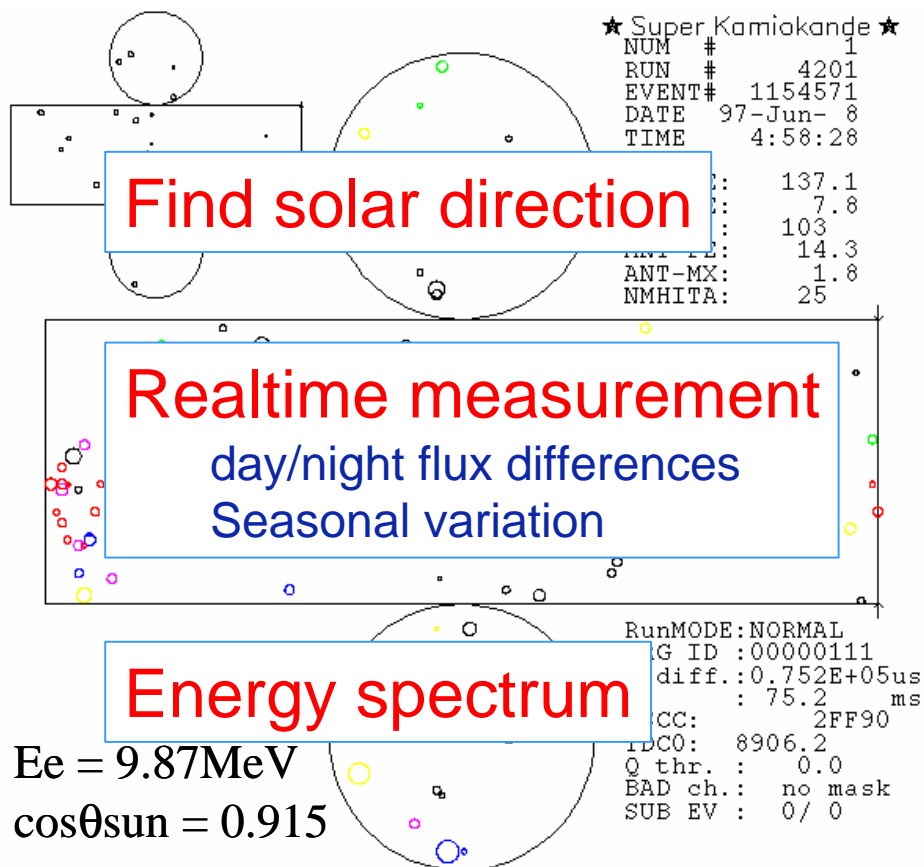 ★ Super Kamiokande ★
NUM # 1
RUN # 4201
EVENT# 1154571
DATE 97-Jun- 8
TIME 4:58:28
Find solar direction
137.1
7.8
103
14.3
ANT-MX: 1.8
NMHITA: 25
Realtime measurement
day/night flux differences
Seasonal variation
RunMODE:NORMAL
ID :00000111
diff.:0.752E+05us
: 75.2 ms
Energy spectrum
2FF90
TDC0: 8906.2
Q thr. : 0.0
BAD ch.: no mask
SUB EV : 0/ 0
Ee = 9.87MeV
cosθsun = 0.915